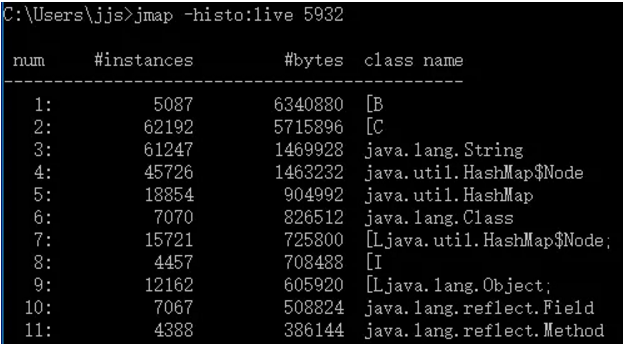 C:\Users\jjs>jmap -histo:live 5932
num #instances #bytes class name
----------------------------------------------
1: 5087 6340880 [B
2: 62192 5715896 [C
3: 61247 1469928 java.lang.String
4: 45726 1463232 java.util.HashMap$Node
5: 18854 904992 java.util.HashMap
6: 7070 826512 java.lang.Class
7: 15721 725800 [Ljava.util.HashMap$Node;
8: 4457 708488 [I
9: 12162 605920 [Ljava.lang.Object;
10: 7067 508824 java.lang.reflect.Field
11: 4388 386144 java.lang.reflect.Method